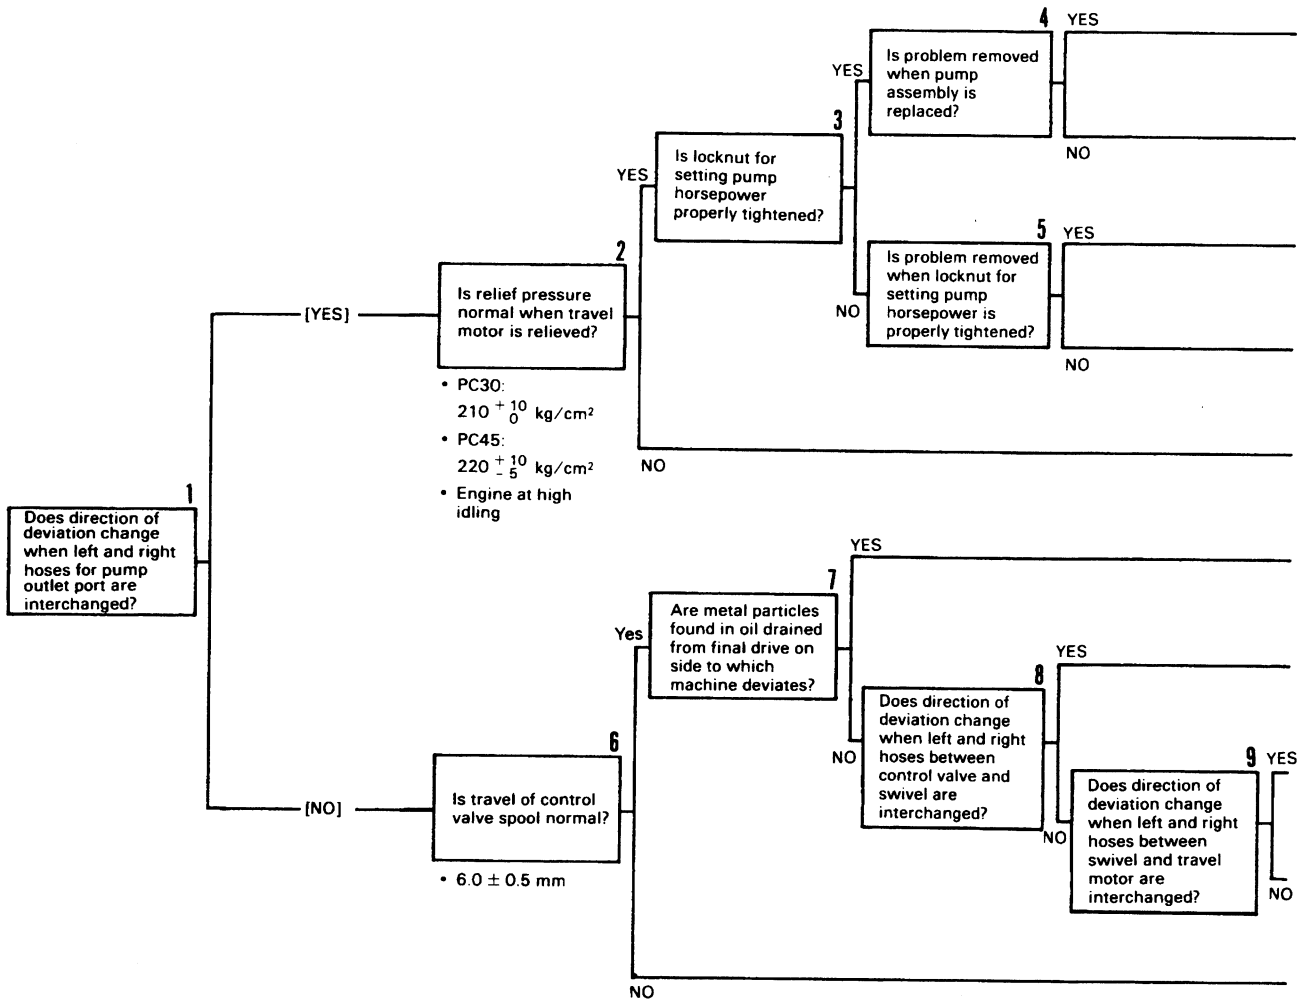 1
Does direction of
deviation change
when left and right
hoses for pump
outlet port are
interchanged?
[YES]
2
Is relief pressure
normal when travel
motor is relieved?
• PC30:
210 + 10 0 kg/cm²
• PC45:
220 + 10 - 5 kg/cm²
• Engine at high
idling
YES
3
Is locknut for
setting pump
horsepower
properly tightened?
YES
4
Is problem removed
when pump
assembly is
replaced?
YES
NO
NO
5
Is problem removed
when locknut for
setting pump
horsepower is
properly tightened?
YES
NO
NO
[NO]
6
Is travel of control
valve spool normal?
• 6.0 ± 0.5 mm
Yes
7
Are metal particles
found in oil drained
from final drive on
side to which
machine deviates?
YES
NO
8
Does direction of
deviation change
when left and right
hoses between
control valve and
swivel are
interchanged?
YES
NO
9
Does direction of
deviation change
when left and right
hoses between
swivel and travel
motor are
interchanged?
YES
NO
NO